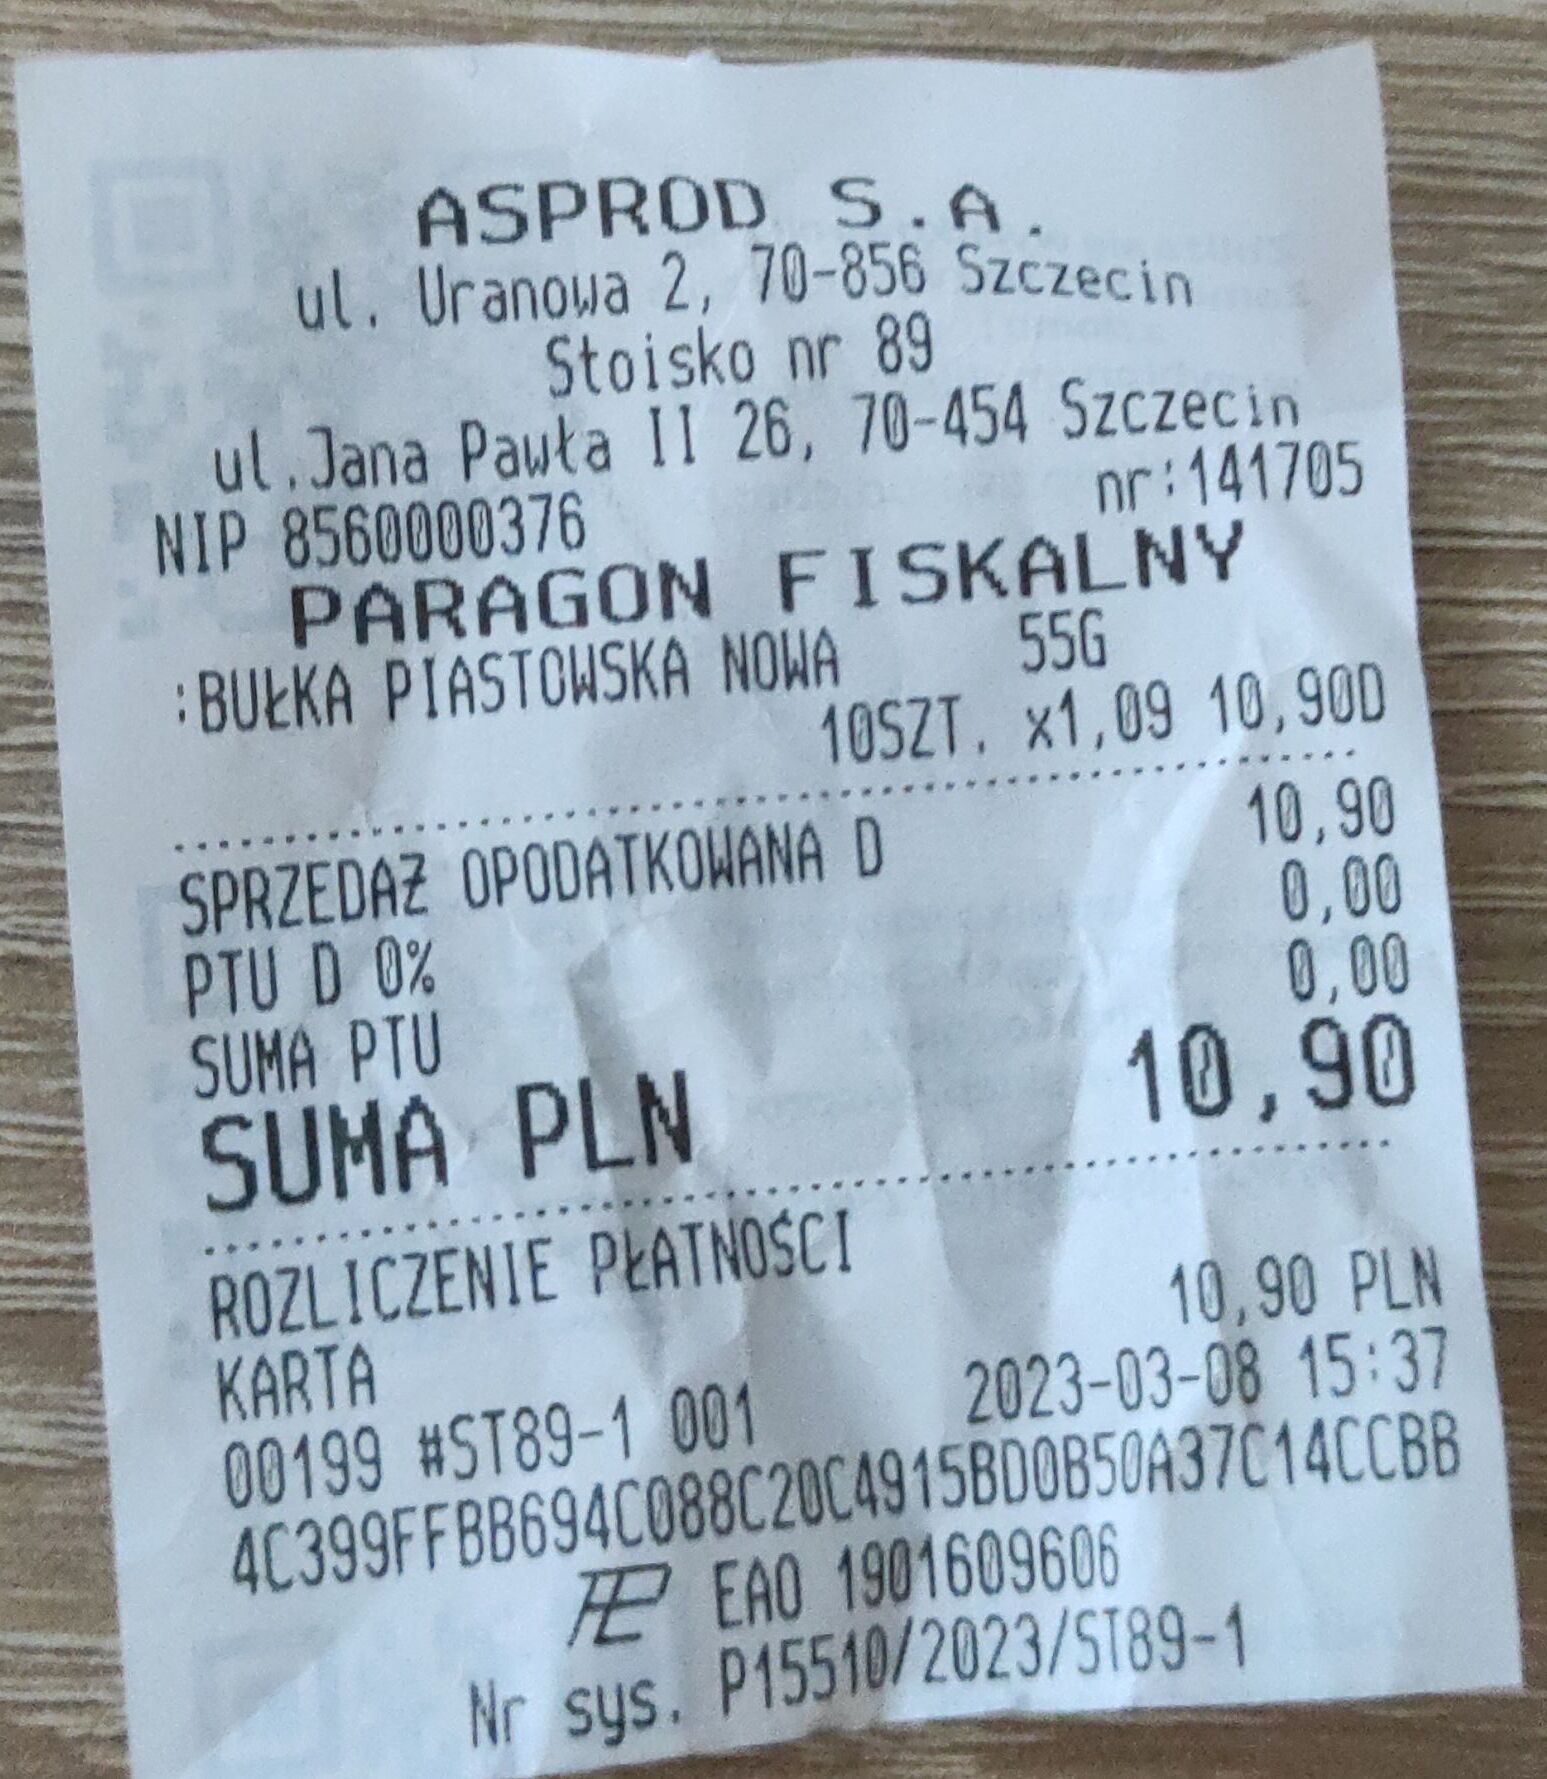 ASPROD S.A.
ul. Uranowa 2, 70-856 Szczecin
Stoisko nr 89
ul.Jana Pawła II 26, 70-454 Szczecin
NIP 8560000376 nr:141705
PARAGON FISKALNY
:BUŁKA PIASTOWSKA NOWA 55G
10SZT. x1,09 10,90D
SPRZEDAŻ OPODATKOWANA D 10,90
PTU D 0% 0,00
SUMA PTU 0,00
SUMA PLN 10,90
ROZLICZENIE PŁATNOŚCI
KARTA 10,90 PLN
00199 #ST89-1 001 2023-03-08 15:37
4C399FFBB694C088C20C4915BD0B50A37C14CCBB
EAO 1901609606
Nr sys. P15510/2023/ST89-1